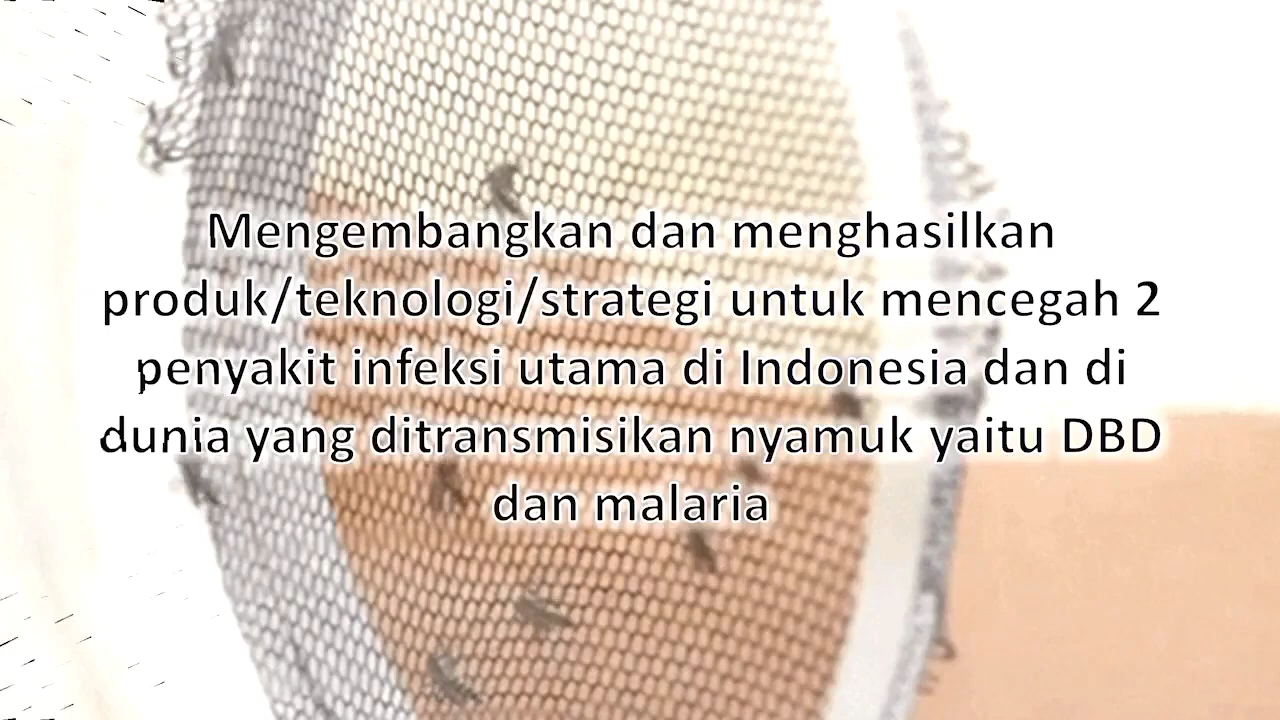 Mengembangkan dan menghasilkan
produk/teknologi/strategi untuk mencegah 2
penyakit infeksi utama di Indonesia dan di
dunia yang ditransmisikan nyamuk yaitu DBD
dan malaria